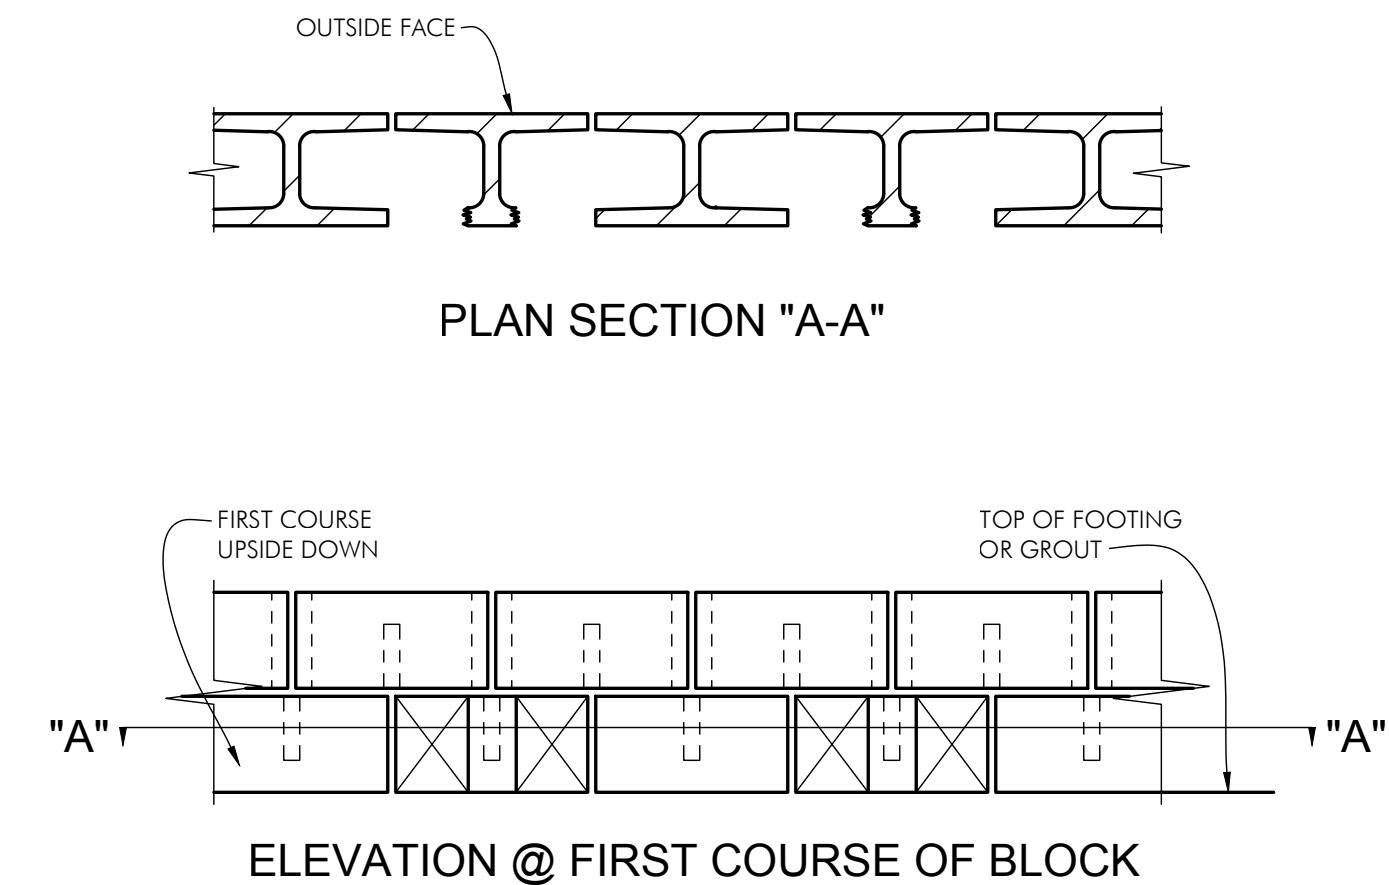 OUTSIDE FACE
PLAN SECTION "A-A"
FIRST COURSE
UPSIDE DOWN
TOP OF FOOTING
OR GROUT
"A"
"A"
ELEVATION @ FIRST COURSE OF BLOCK